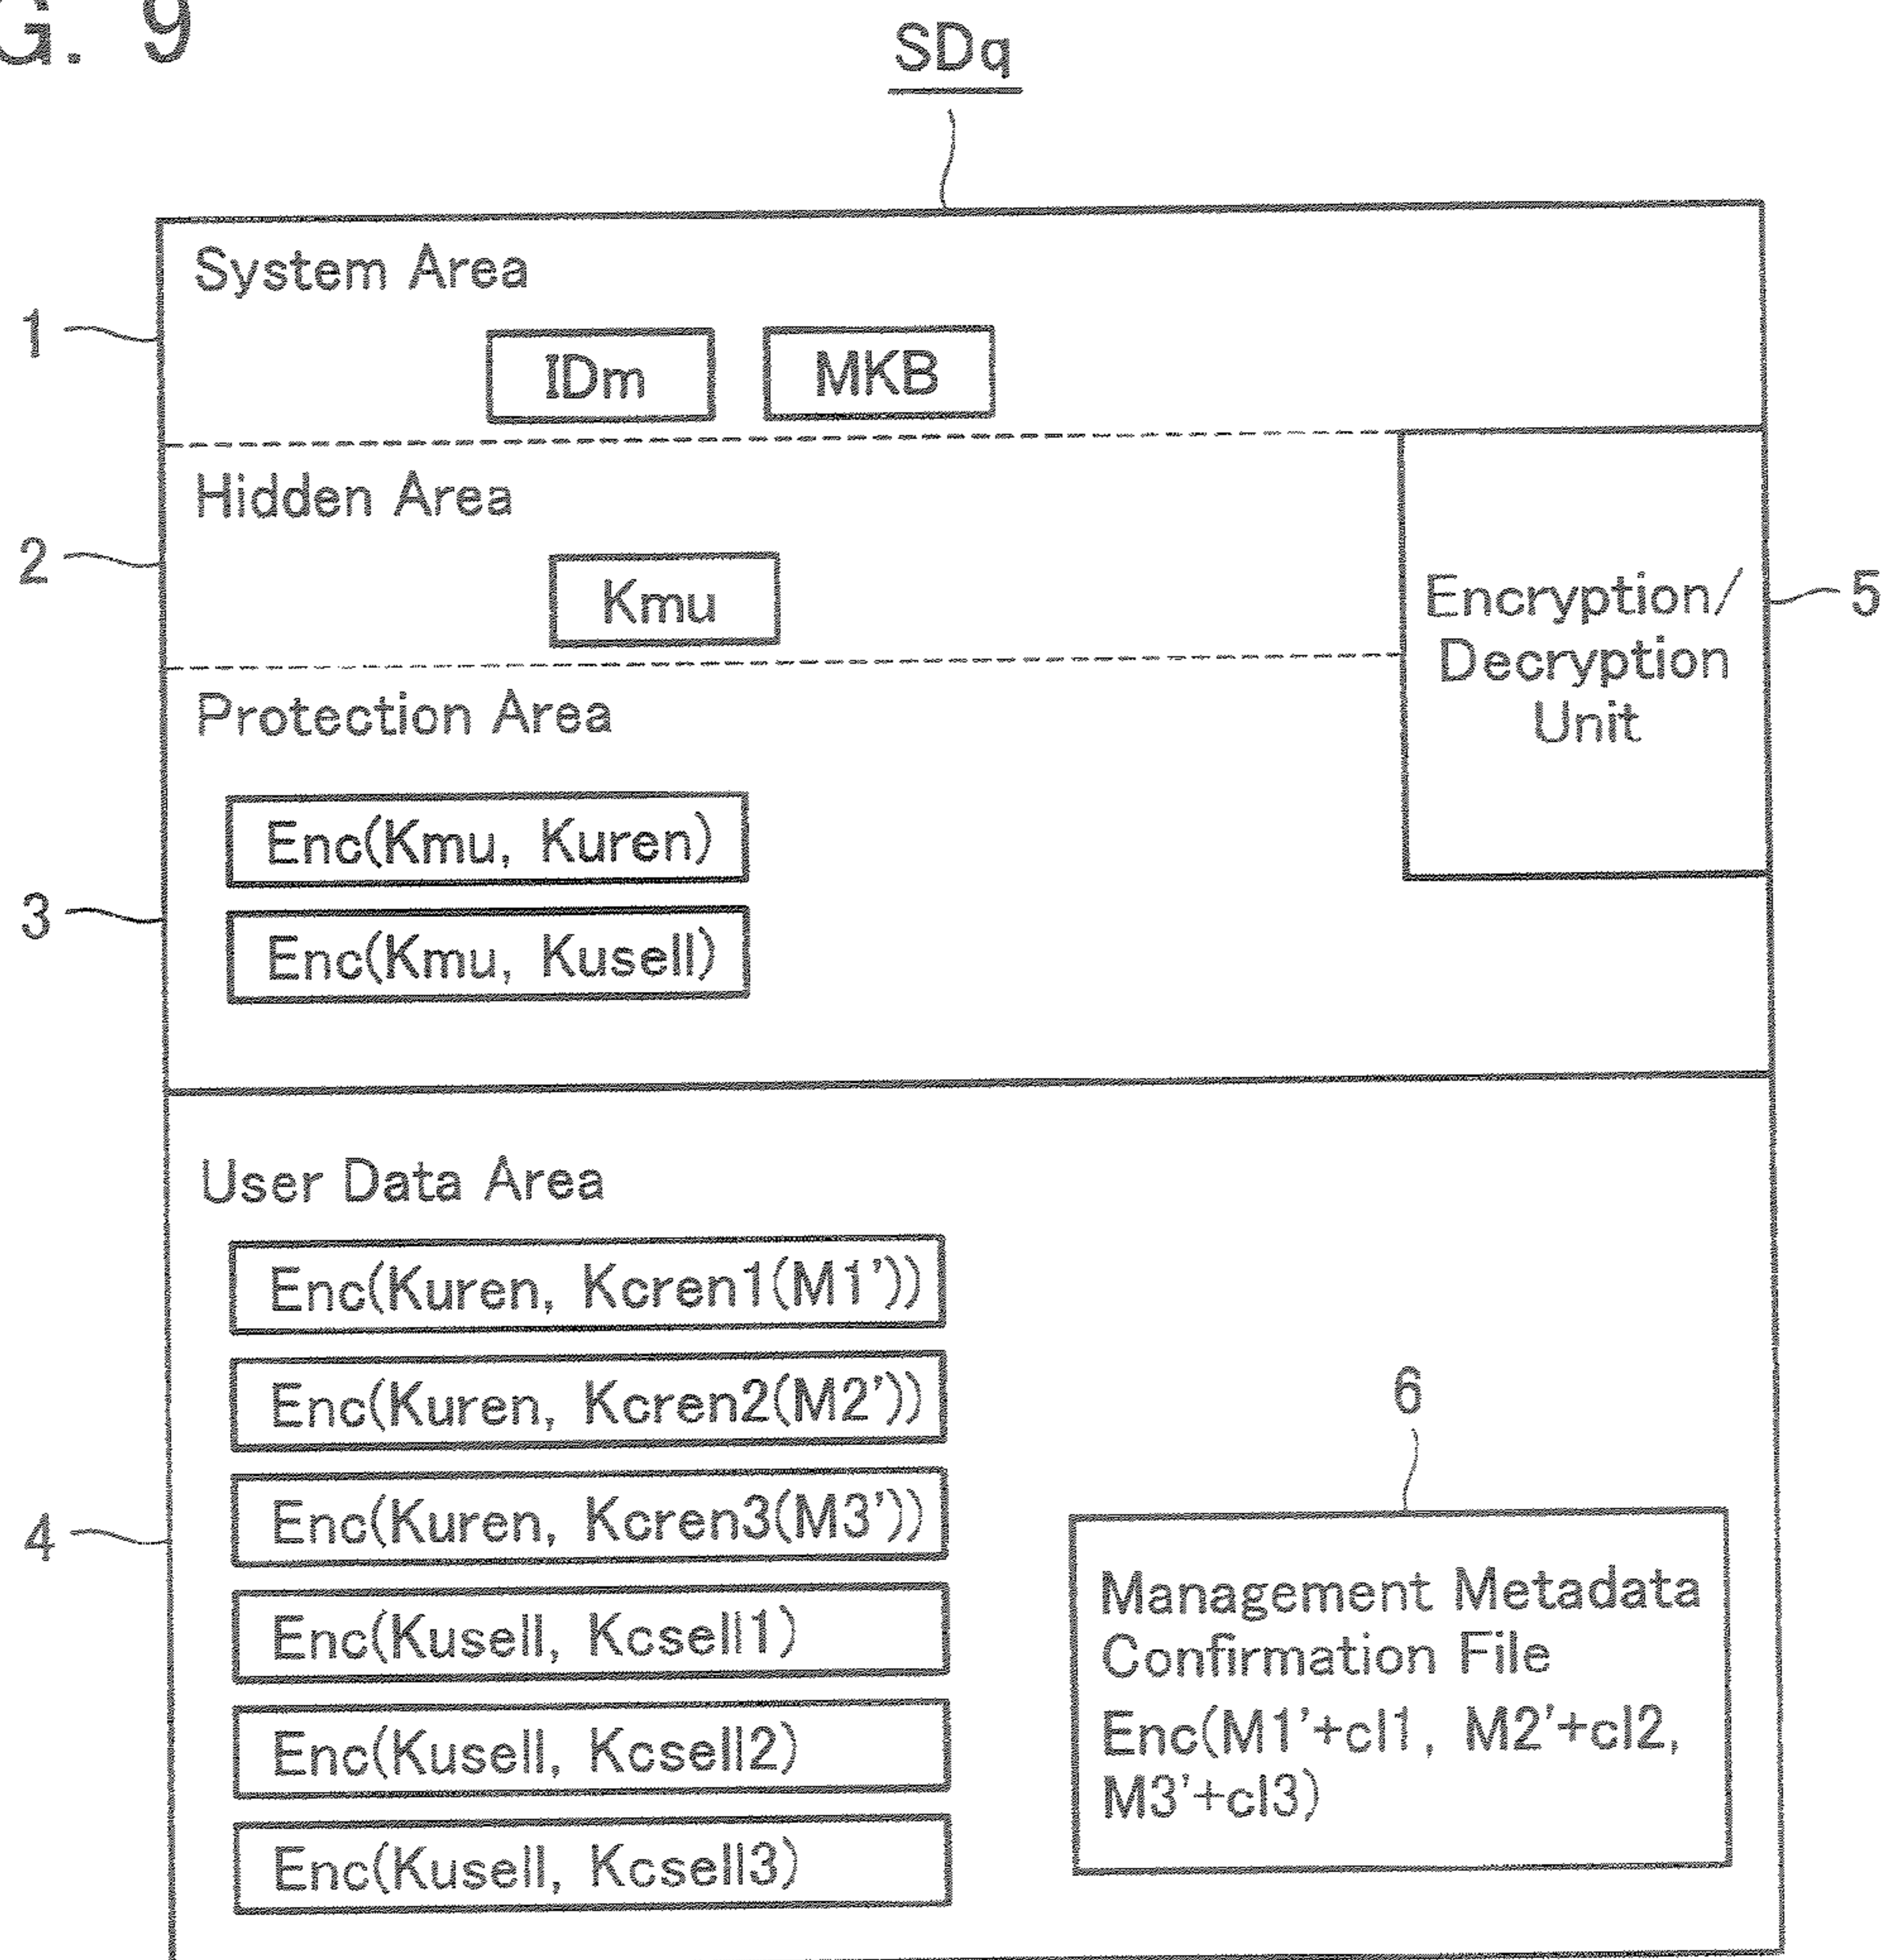 G. 9
SDq
System Area
1
IDm
MKB
Hidden Area
2
Kmu
Encryption/
Decryption
Unit
5
Protection Area
Enc(Kmu, Kuren)
3
Enc(Kmu, Kusell)
User Data Area
Enc(Kuren, Kcren1(M1'))
Enc(Kuren, Kcren2(M2'))
Enc(Kuren, Kcren3(M3'))
4
Enc(Kusell, Kcsell1)
Enc(Kusell, Kcsell2)
Enc(Kusell, Kcsell3)
6
Management Metadata
Confirmation File
Enc(M1'+cl1, M2'+cl2,
M3'+cl3)